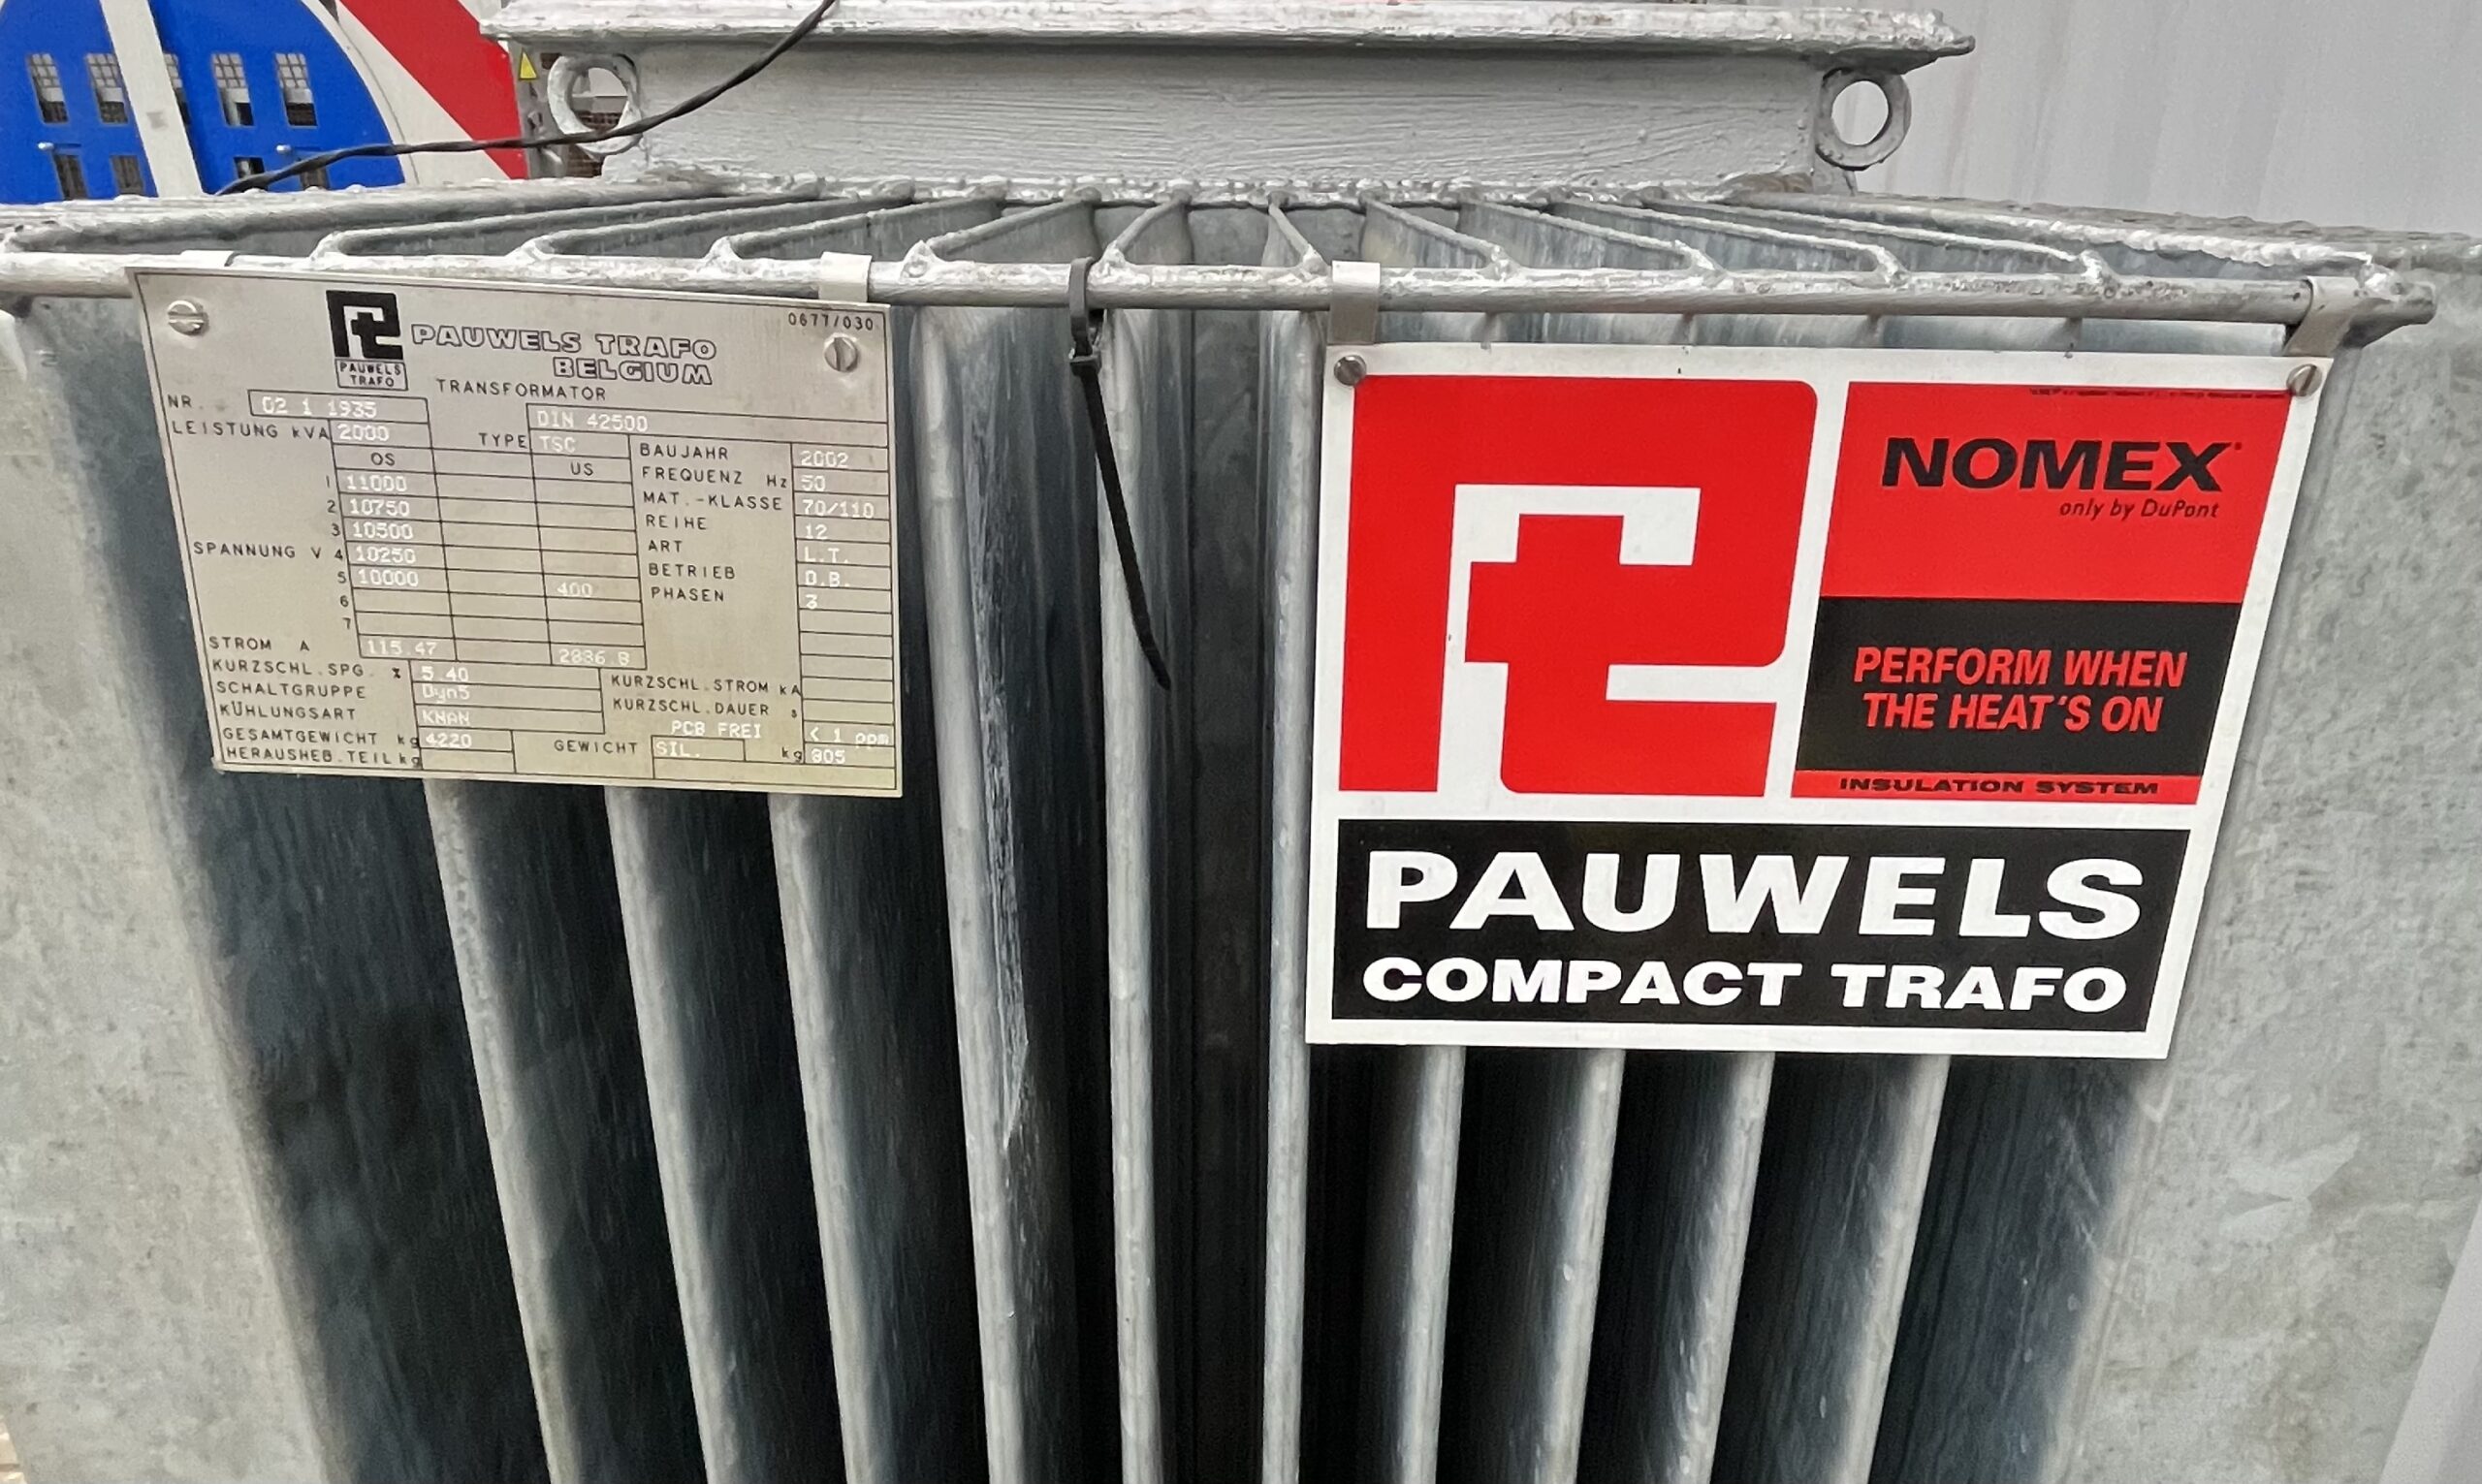 0677/030
PAUWELS TRAFO
BELGIUM
PAUWELS
TRAFO
TRANSFORMATOR
NR. 02 1 1935
DIN 42500
LEISTUNG kVA 2000
TYPE TSC
BAUJAHR 2002
OS US
FREQUENZ Hz 50
1 11000
MAT.-KLASSE 70/110
2 10750
REIHE 12
3 10500
ART L.T.
SPANNUNG V 4 10250
BETRIEB D.B.
5 10000 400
PHASEN 3
6
7
STROM A 115.47 2886.8
KURZSCHL.SPG. % 5.40
KURZSCHL.STROM kA
SCHALTGRUPPE Dyn5
KURZSCHL.DAUER s
KÜHLUNGSART KNAN
PCB FREI < 1 ppm
GESAMTGEWICHT kg 4220
GEWICHT SIL. kg 805
HERAUSHEB.TEIL kg
NOMEX
only by DuPont
PERFORM WHEN
THE HEAT'S ON
INSULATION SYSTEM
PAUWELS
COMPACT TRAFO